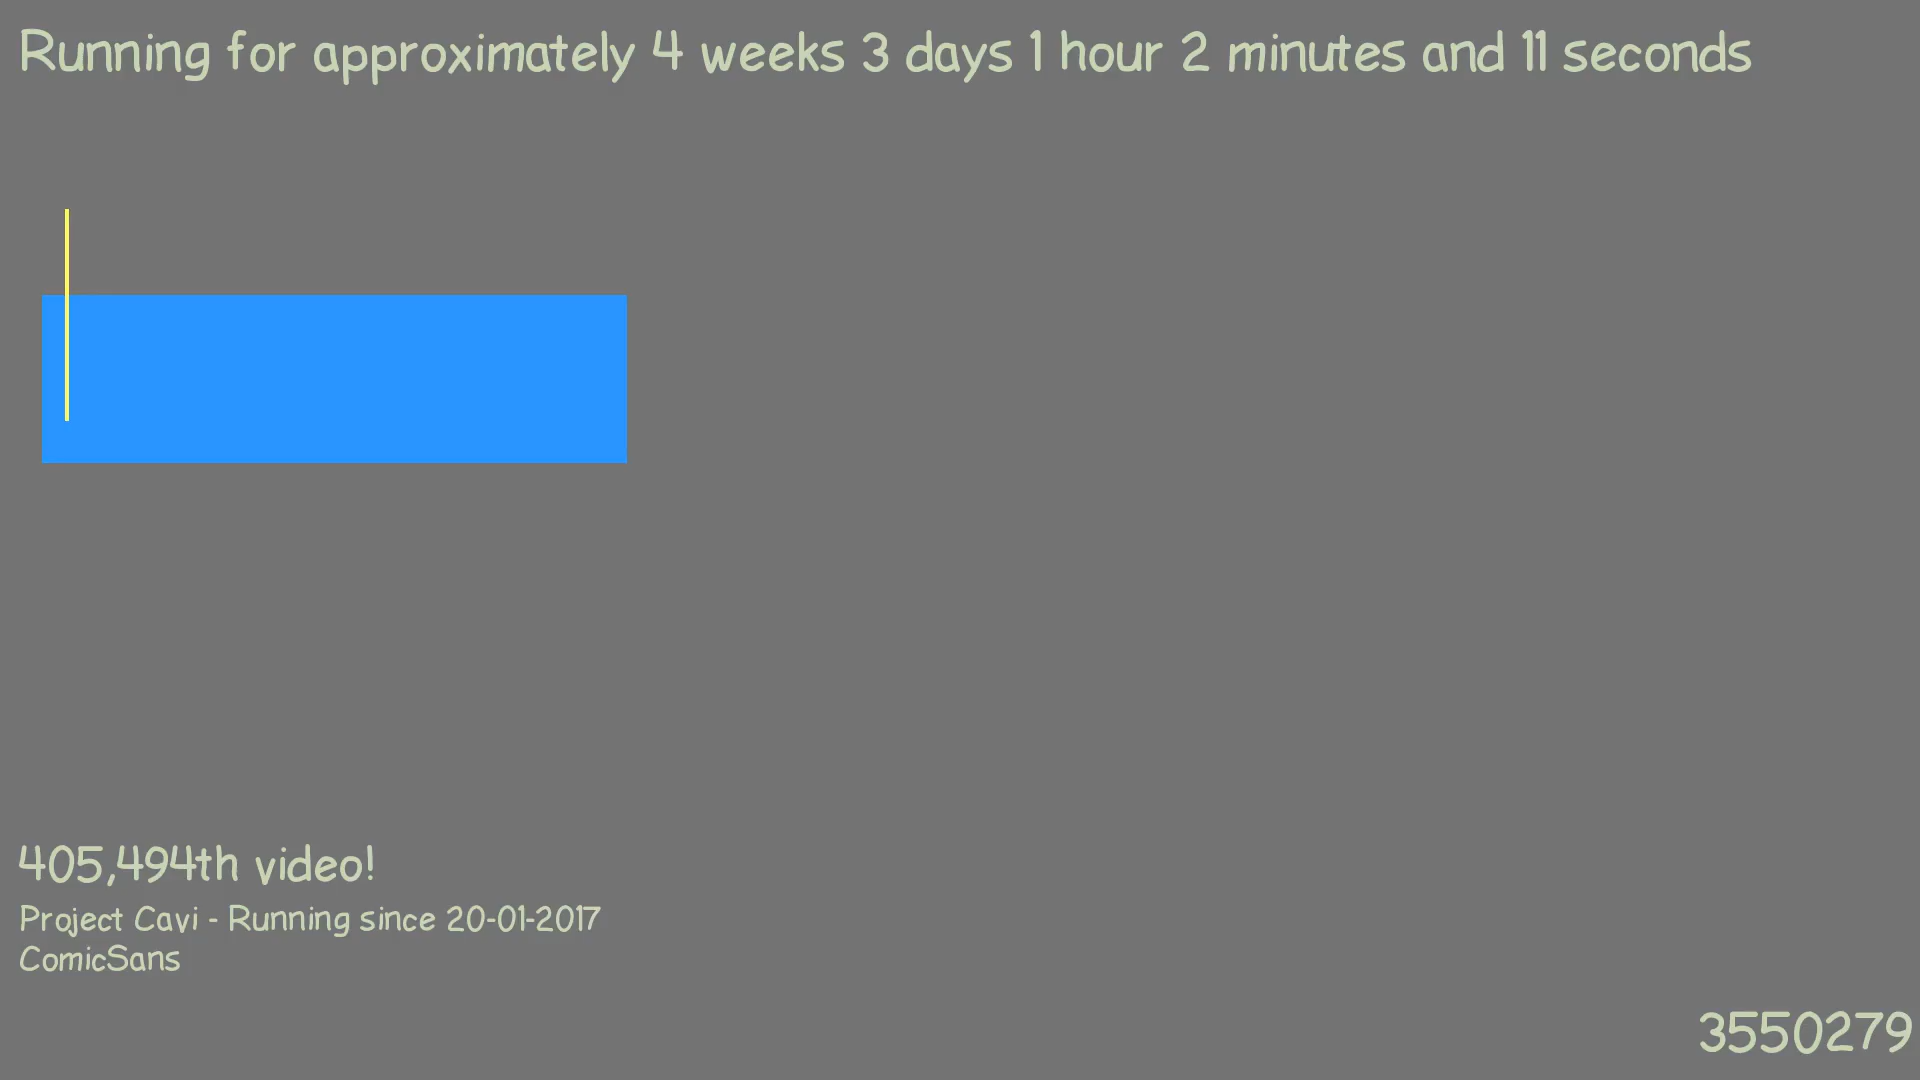 Running for approximately 4 weeks 3 days 1 hour 2 minutes and 11 seconds
405,494th video!
Project Cavi - Running since 20-01-2017
ComicSans
3550279